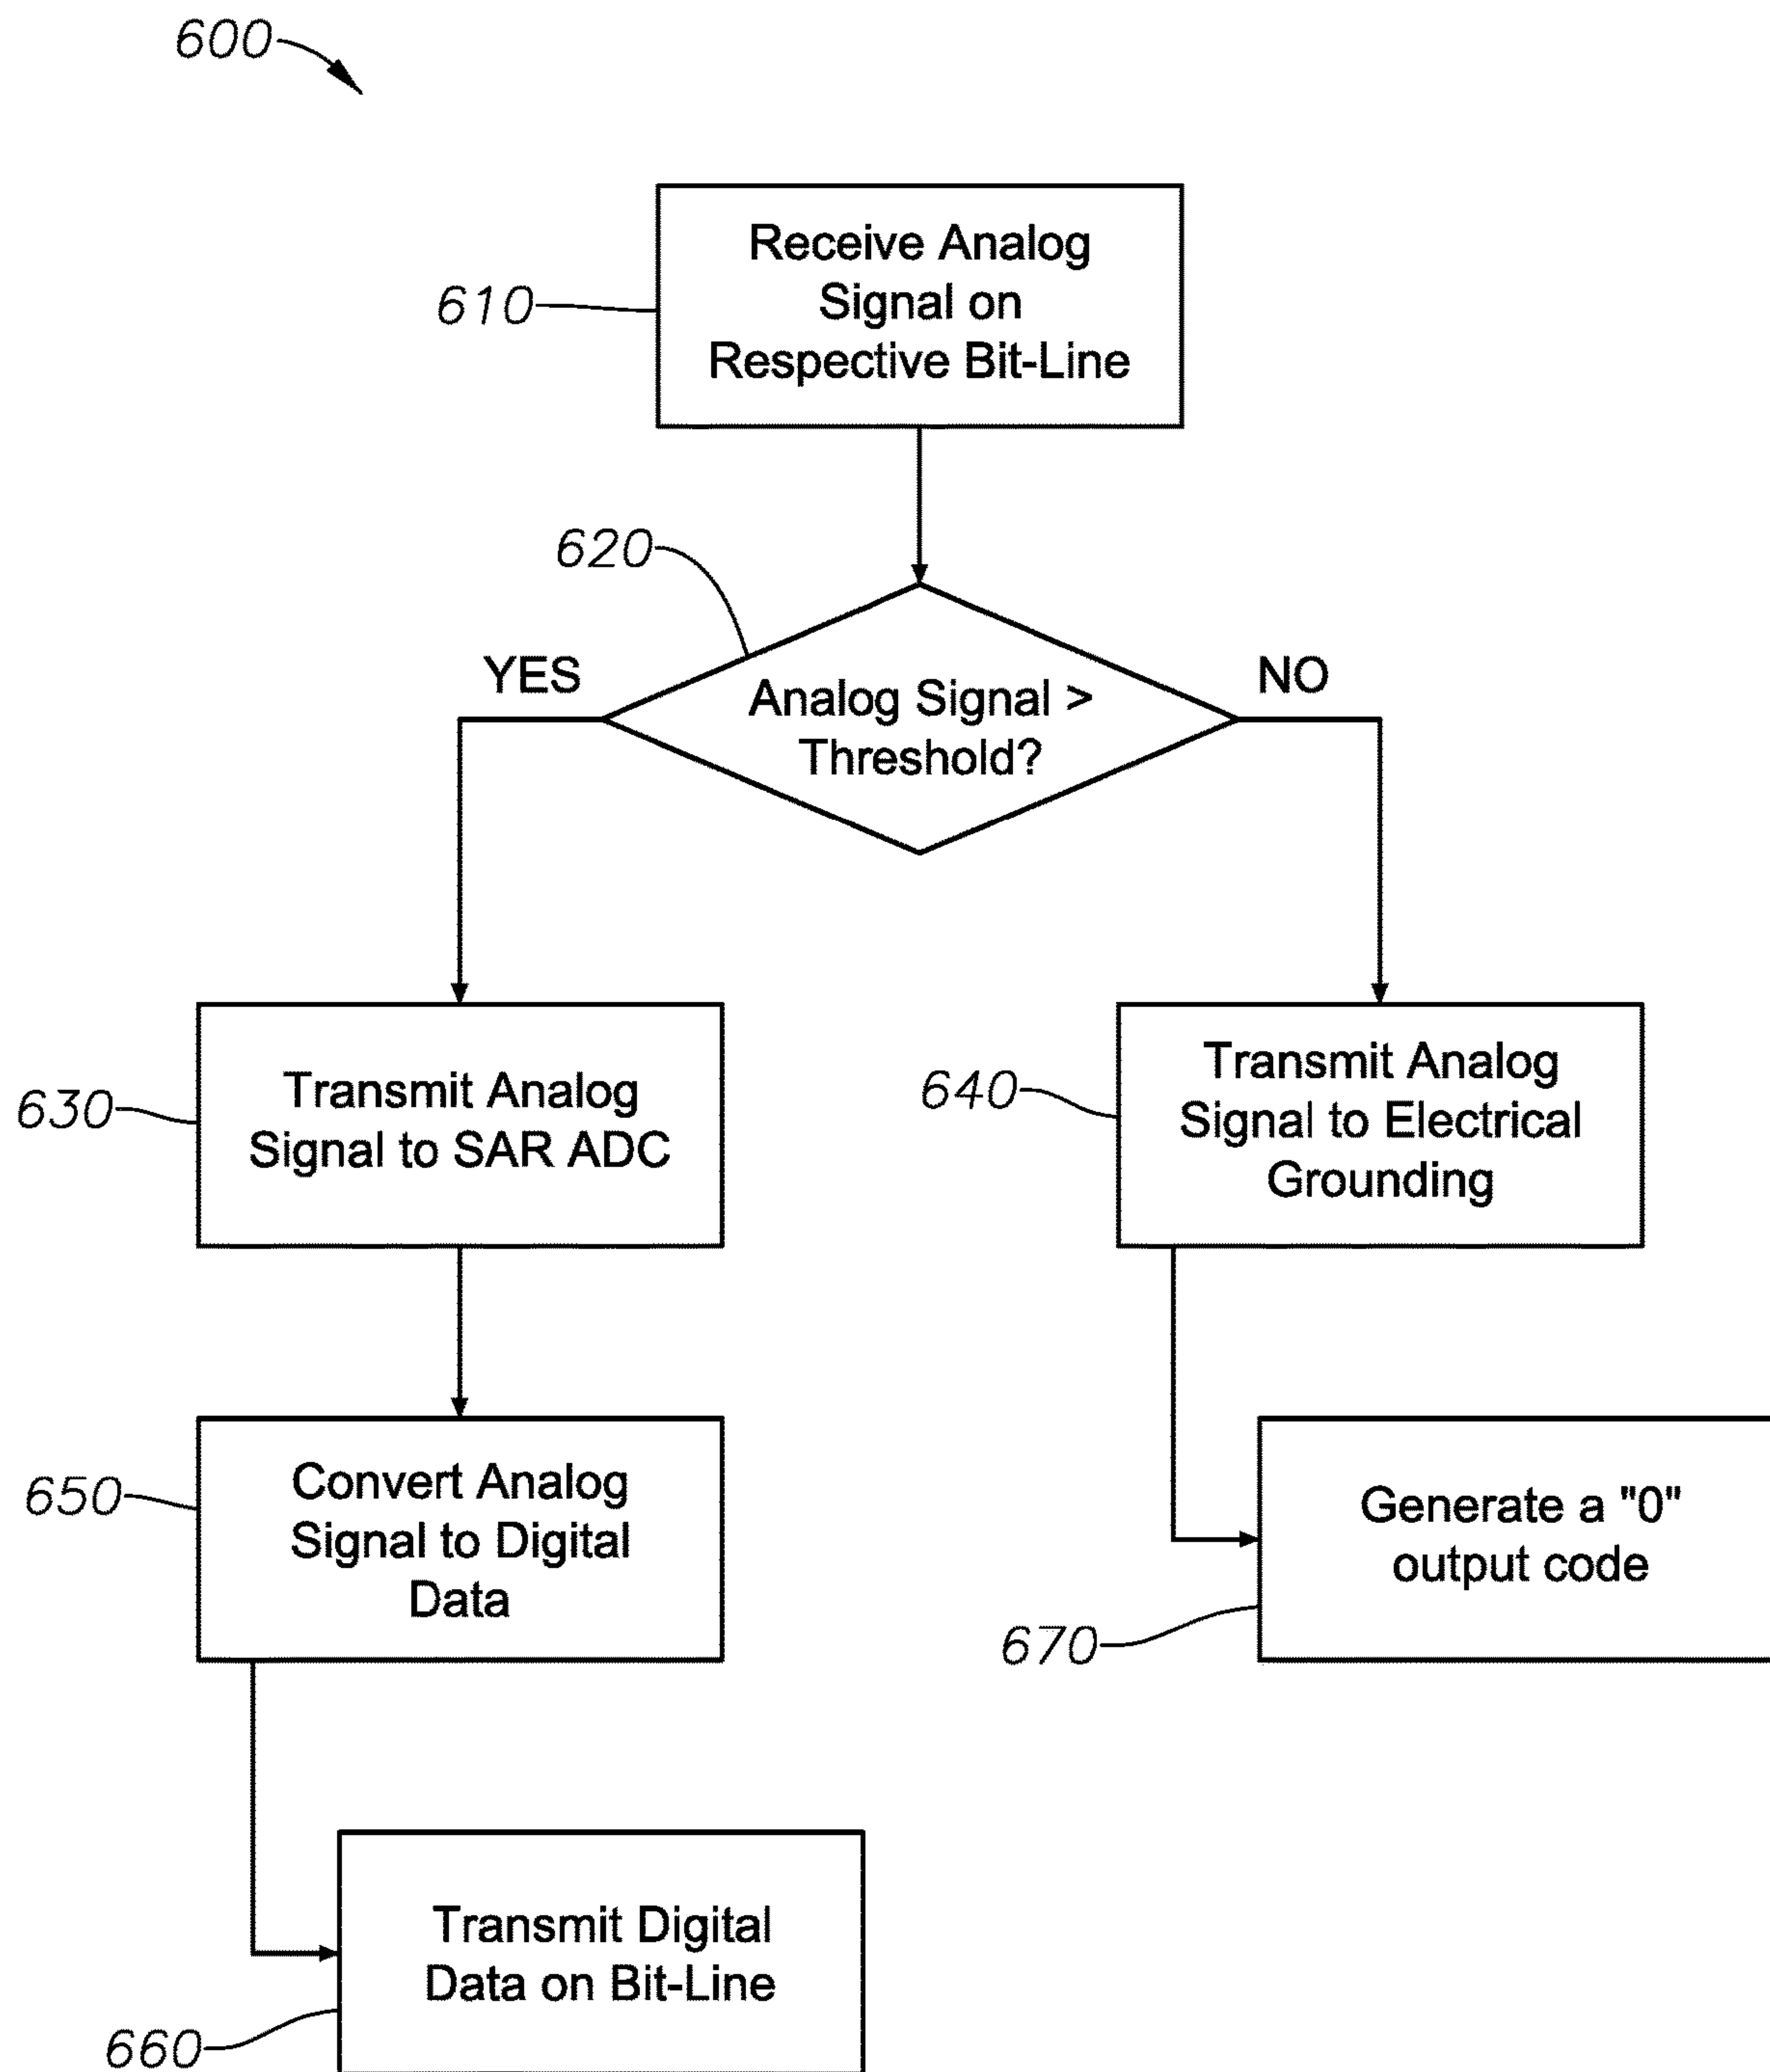 600
610
Receive Analog
Signal on
Respective Bit-Line
620
YES
Analog Signal >
Threshold?
NO
630
Transmit Analog
Signal to SAR ADC
640
Transmit Analog
Signal to Electrical
Grounding
650
Convert Analog
Signal to Digital
Data
670
Generate a "0"
output code
660
Transmit Digital
Data on Bit-Line